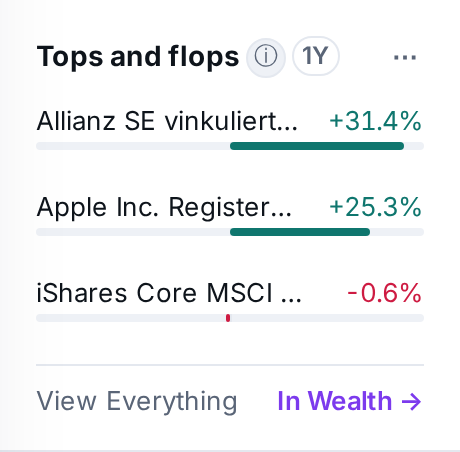 Tops and flops ⓘ 1Y ...
Allianz SE vinkuliert... +31.4%
Apple Inc. Register... +25.3%
iShares Core MSCI ... -0.6%
View Everything In Wealth →